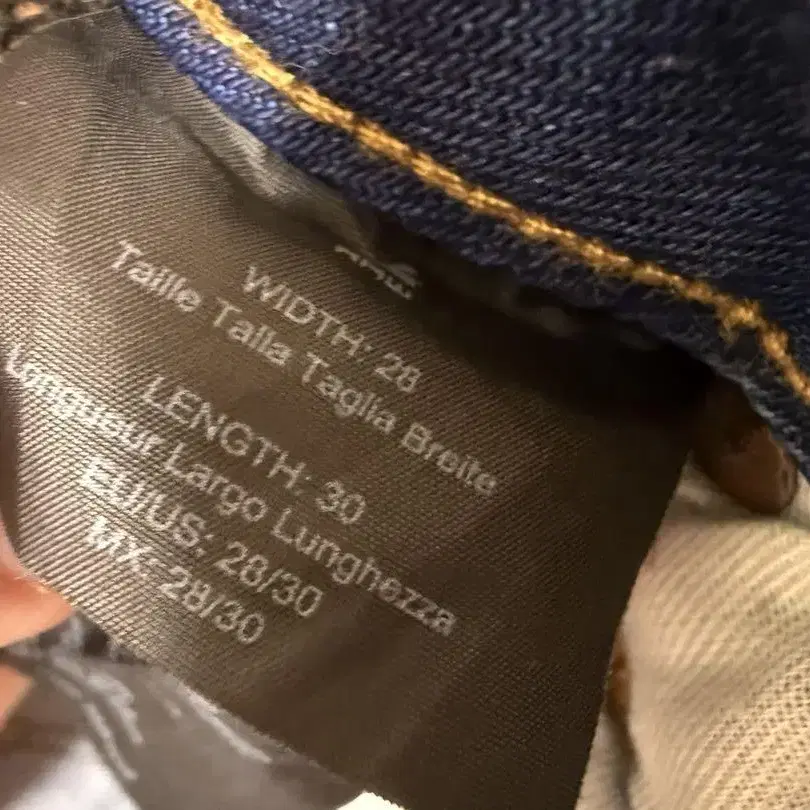 WIDTH: 28
Taille Talla Taglia Breite
LENGTH: 30
Longueur Largo Lunghezza
EU/US: 28/30
MX: 28/30